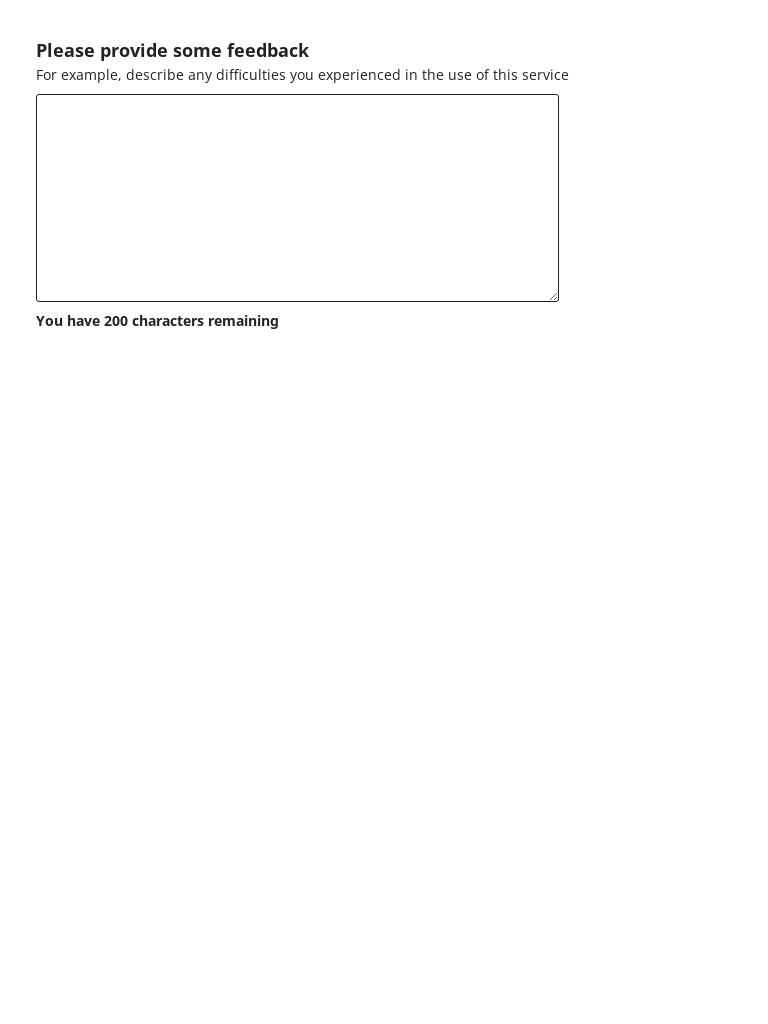 Please provide some feedback
For example, describe any difficulties you experienced in the use of this service
You have 200 characters remaining